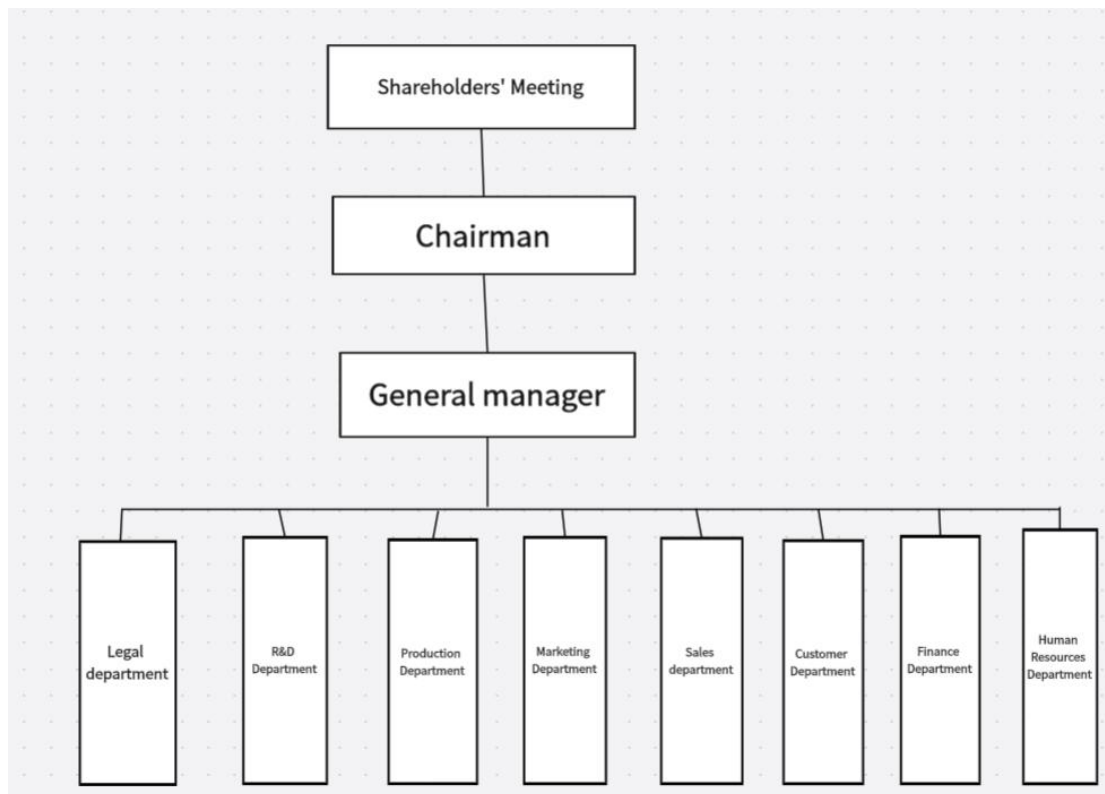 Shareholders' Meeting
Chairman
General manager
Legal
department
R&D
Department
Production
Department
Marketing
Department
Sales
department
Customer
Department
Finance
Department
Human
Resources
Department